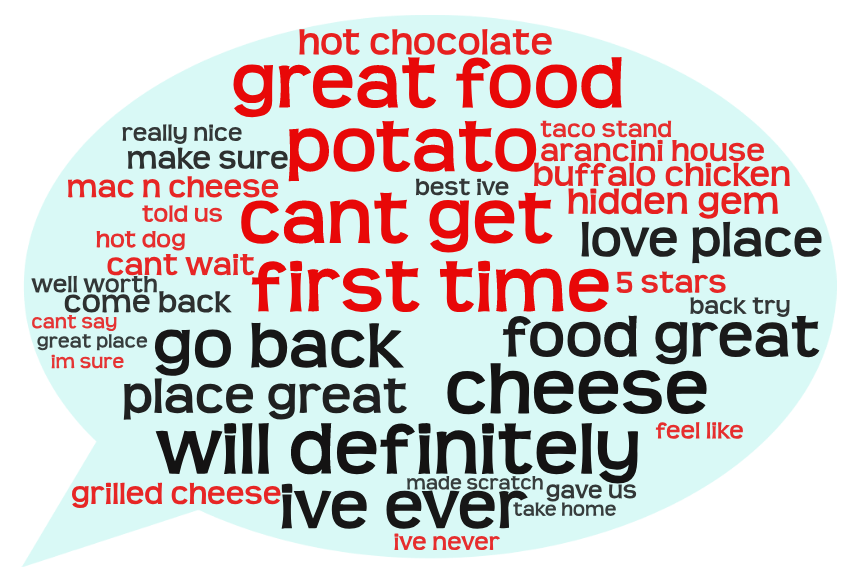 hot chocolate
great food
really nice
potato
taco stand
make sure
arancini house
buffalo chicken
mac n cheese
best ive
hidden gem
told us
cant get
love place
hot dog
cant wait
first time
5 stars
well worth
come back
back try
cant say
great place
go back
food great
im sure
place great
cheese
will definitely
feel like
grilled cheese
ive ever
made scratch
gave us
take home
ive never